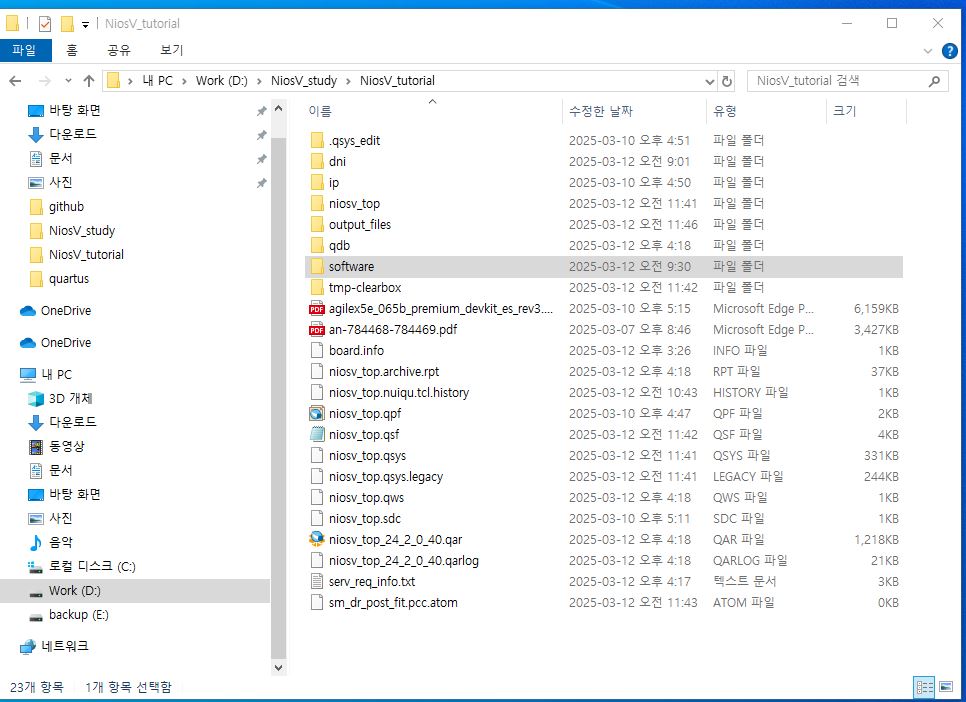 NiosV_tutorial
파일 홈 공유 보기
내 PC Work (D:) NiosV_study NiosV_tutorial
NiosV_tutorial 검색
바탕 화면
다운로드
문서
사진
github
NiosV_study
NiosV_tutorial
quartus
OneDrive
OneDrive
내 PC
3D 개체
다운로드
동영상
문서
바탕 화면
사진
음악
로컬 디스크 (C:)
Work (D:)
backup (E:)
네트워크
이름 수정한 날짜 유형 크기
.qsys_edit 2025-03-10 오후 4:51 파일 폴더
dni 2025-03-12 오전 9:01 파일 폴더
ip 2025-03-10 오후 4:50 파일 폴더
niosv_top 2025-03-12 오전 11:41 파일 폴더
output_files 2025-03-12 오전 11:46 파일 폴더
qdb 2025-03-12 오후 4:18 파일 폴더
software 2025-03-12 오전 9:30 파일 폴더
tmp-clearbox 2025-03-12 오전 11:42 파일 폴더
PDF agilex5e_065b_premium_devkit_es_rev3.... 2025-03-10 오후 5:15 Microsoft Edge P... 6,159KB
PDF an-784468-784469.pdf 2025-03-07 오후 8:46 Microsoft Edge P... 3,427KB
board.info 2025-03-12 오후 3:26 INFO 파일 1KB
niosv_top.archive.rpt 2025-03-12 오후 4:18 RPT 파일 37KB
niosv_top.nuiqu.tcl.history 2025-03-12 오전 10:43 HISTORY 파일 1KB
niosv_top.qpf 2025-03-10 오후 4:47 QPF 파일 2KB
niosv_top.qsf 2025-03-12 오전 11:42 QSF 파일 4KB
niosv_top.qsys 2025-03-12 오전 11:41 QSYS 파일 331KB
niosv_top.qsys.legacy 2025-03-12 오전 11:41 LEGACY 파일 244KB
niosv_top.qws 2025-03-12 오후 4:18 QWS 파일 1KB
niosv_top.sdc 2025-03-10 오후 5:11 SDC 파일 1KB
niosv_top_24_2_0_40.qar 2025-03-12 오후 4:18 QAR 파일 1,218KB
niosv_top_24_2_0_40.qarlog 2025-03-12 오후 4:18 QARLOG 파일 21KB
serv_req_info.txt 2025-03-12 오후 4:17 텍스트 문서 3KB
sm_dr_post_fit.pcc.atom 2025-03-12 오전 11:43 ATOM 파일 0KB
23개 항목 1개 항목 선택함